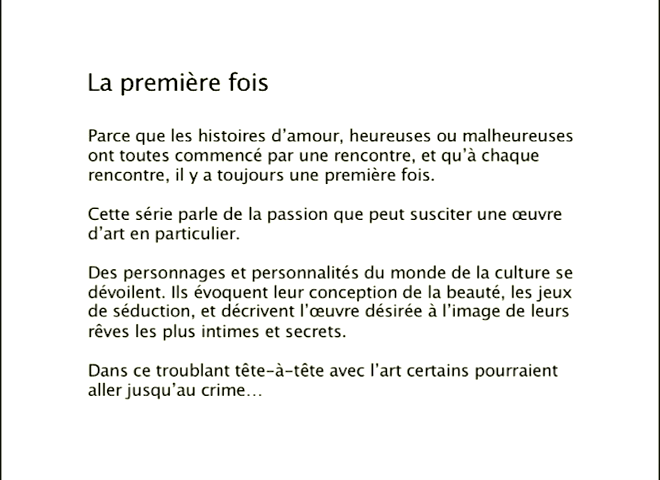 La première fois
Parce que les histoires d’amour, heureuses ou malheureuses
ont toutes commencé par une rencontre, et qu’à chaque
rencontre, il y a toujours une première fois.
Cette série parle de la passion que peut susciter une œuvre
d’art en particulier.
Des personnages et personnalités du monde de la culture se
dévoilent. Ils évoquent leur conception de la beauté, les jeux
de séduction, et décrivent l’œuvre désirée à l’image de leurs
rêves les plus intimes et secrets.
Dans ce troublant tête-à-tête avec l’art certains pourraient
aller jusqu’au crime…